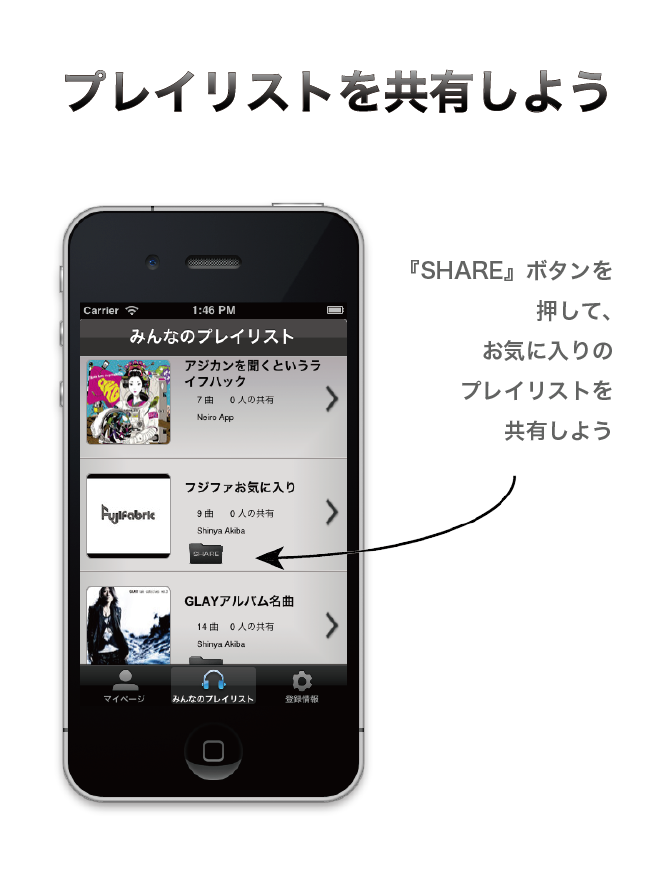 プレイリストを共有しよう
『SHARE』ボタンを
押して、
お気に入りの
プレイリストを
共有しよう
Carrier 1:46 PM
みんなのプレイリスト
アジカンを聞くというラ
イフハック
7 曲 0 人の共有
Neiro App
Fujifabric
フジファお気に入り
9 曲 0 人の共有
Shinya Akiba
SHARE
GLAYアルバム名曲
14 曲 0 人の共有
Shinya Akiba
マイページ みんなのプレイリスト 登録情報